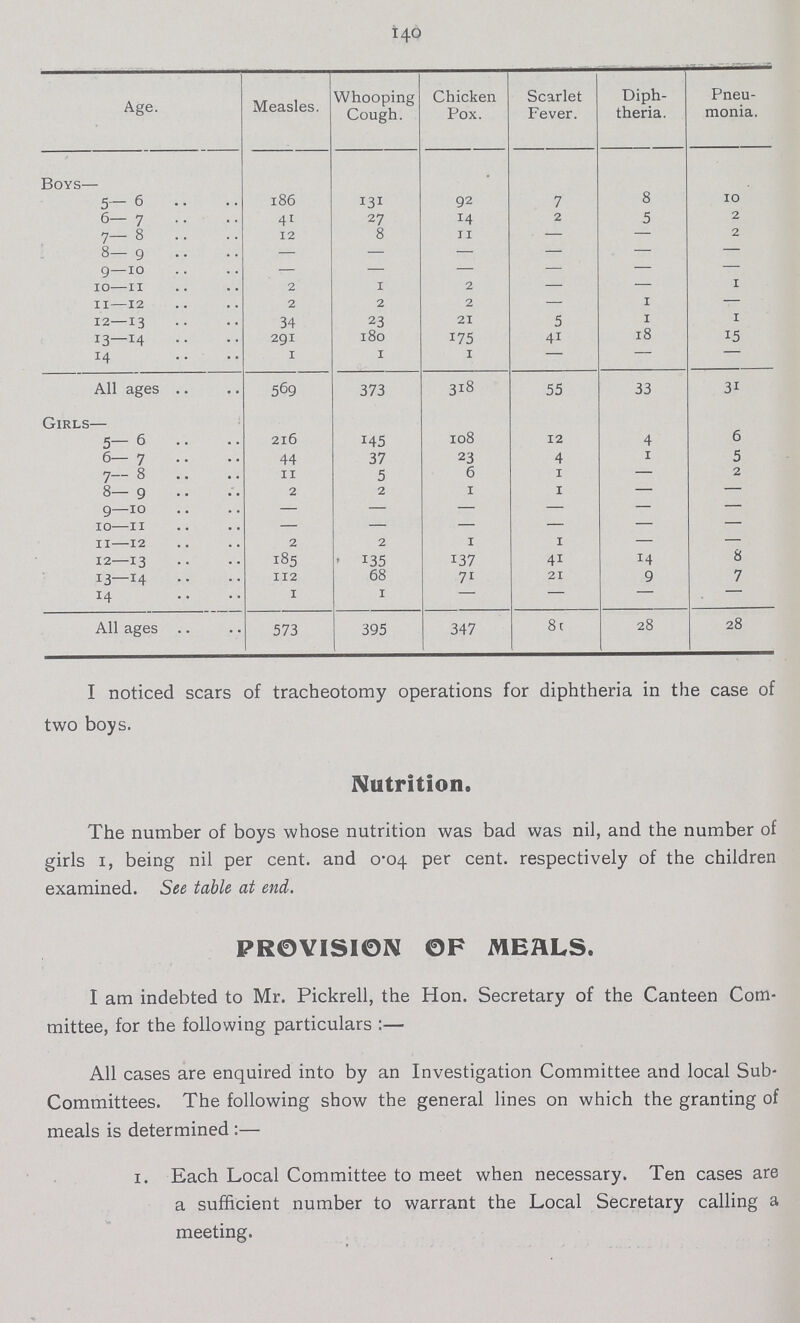 140
Age. Measles. Whooping Cough. Chicken Pox. Scarlet Fever. Diph- theria. Pneu- monia.
Boys—
5— 6 .. .. 186 131 92 7 8 10
6— 7 .. .. 41 27 14 2 5 2
7— 8 .. .. 12 8 11 — — 2
8— 9 .. .. — — — — — —
9—10 .. .. — — — — — —
10—11 .. .. 2 1 2 — — 1
11—12 .. .. 2 2 2 — 1 —
12—13 .. .. 34 23 21 5 1 1
13—14 .. .. 291 180 175 41 18 15
14 .. .. 1 1 1 — — —
All ages .. .. 569 373 318 55 33 31
Girls—
5— 6 .. .. 216 145 108 12 4 6
6— 7 .. .. 44 37 23 4 1 5
7— 8 .. .. 11 5 6 1 — 2
8— 9 .. .. 2 2 1 1 — —
9—10 .. .. — — — — — —
10—11 .. .. — — — — — —
11—12 .. .. 2 2 1 1 — —
12—13 .. .. 185 135 137 41 14 8
13—14 .. .. 112 68 71 21 9 7
14 .. .. 1 1 — — — —
All ages .. .. 573 395 347 81 28 28
I noticed scars of tracheotomy operations for diphtheria in the case of
two boys.
Nutrition.
The number of boys whose nutrition was bad was nil, and the number of
girls 1, being nil per cent. and 0·04 per cent. respectively of the children
examined. See table at end.
PROVISION OF MEALS.
I am indebted to Mr. Pickrell, the Hon. Secretary of the Canteen Com-
mittee, for the following particulars :—
All cases are enquired into by an Investigation Committee and local Sub-
Committees. The following show the general lines on which the granting of
meals is determined :—
1. Each Local Committee to meet when necessary. Ten cases are
a sufficient number to warrant the Local Secretary calling a
meeting.